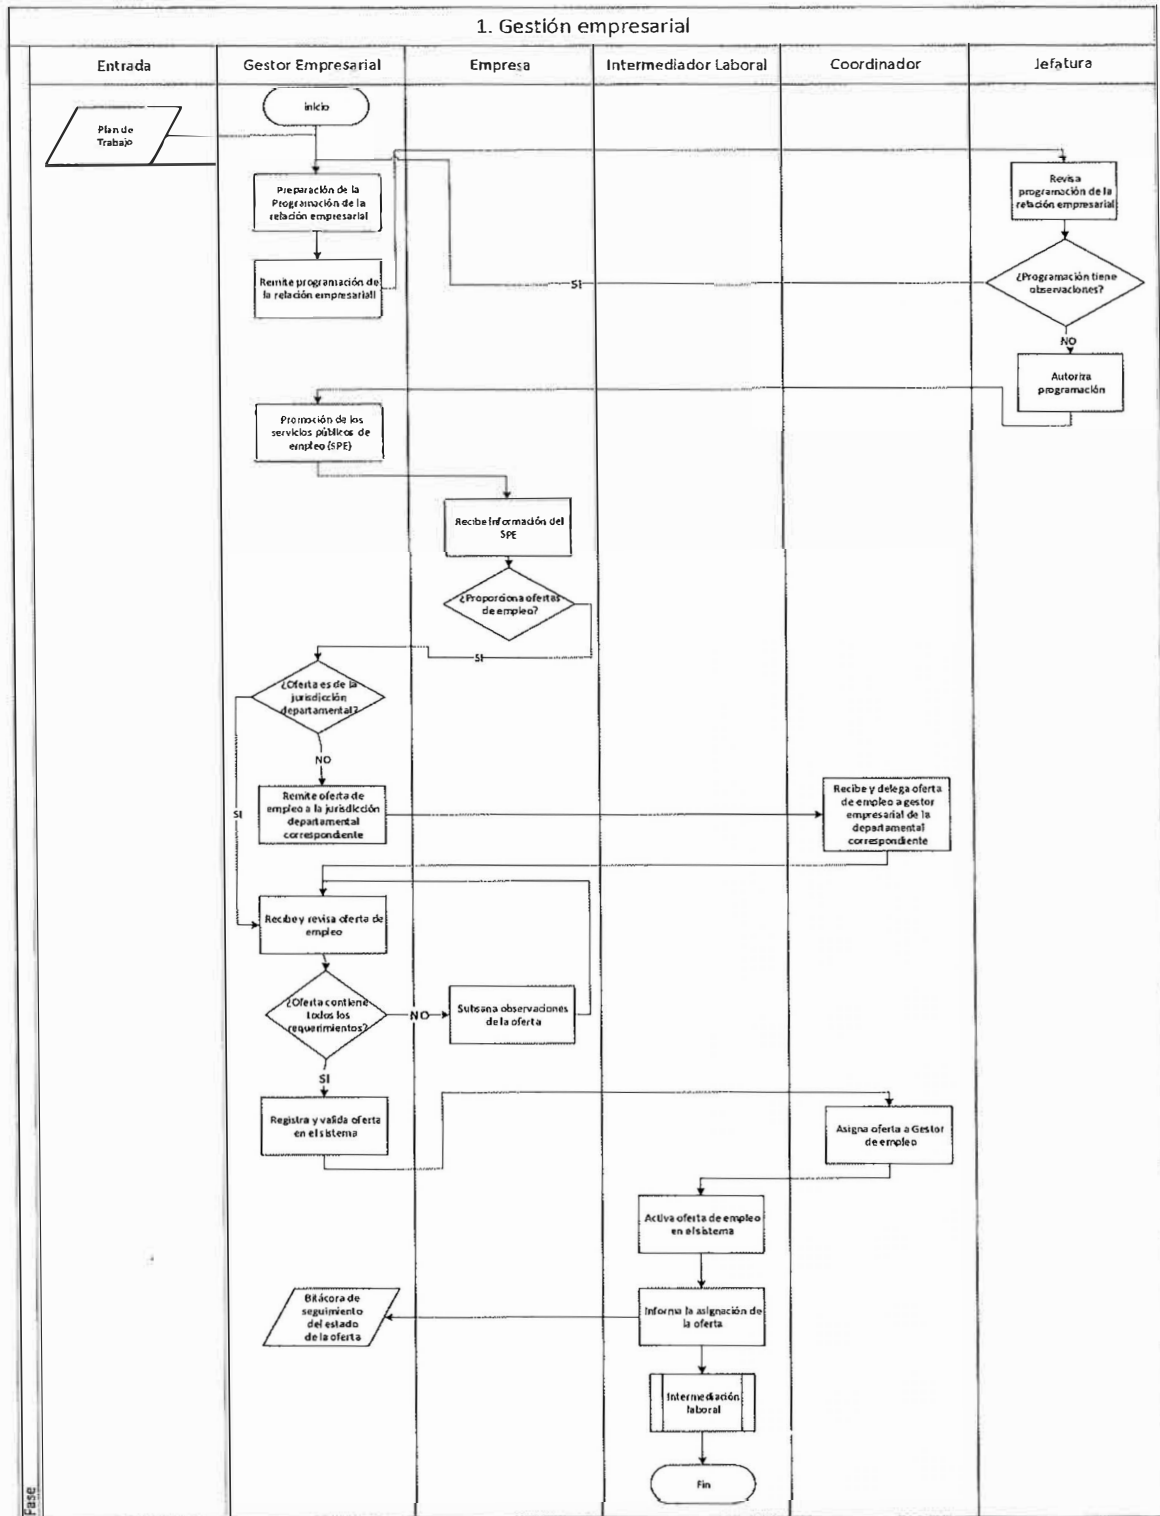 1. Gestión empresarial
Entrada
Gestor Empresarial
Empresa
Intermediador Laboral
Coordinador
Jefatura
inicio
Plan de
Trabajo
Preparación de la
Programación de la
relación empresarial
Revisa
programación de la
relación empresarial
Remite programación de
la relación empresarial
SI
¿Programación tiene
observaciones?
NO
Autoriza
programación
Promoción de los
servicios públicos de
empleo (SPE)
Recibe Información del
SPE
¿Proporciona ofertas
de empleo?
SI
¿Oferta es de la
jurisdicción
departamental?
NO
SI
Remite oferta de
empleo a la jurisdicción
departamental
correspondiente
Recibe y delega oferta
de empleo a gestor
empresarial de la
departamental
correspondiente
Recibe y revisa oferta de
empleo
¿Oferta contiene
todos los
requerimientos?
NO
Subsana observaciones
de la oferta
SI
Registra y valida oferta
en el sistema
Asigna oferta a Gestor
de empleo
Activa oferta de empleo
en el sistema
Bitácora de
seguimiento
del estado
de la oferta
Informa la asignación de
la oferta
Intermediación
laboral
Fin
Fase